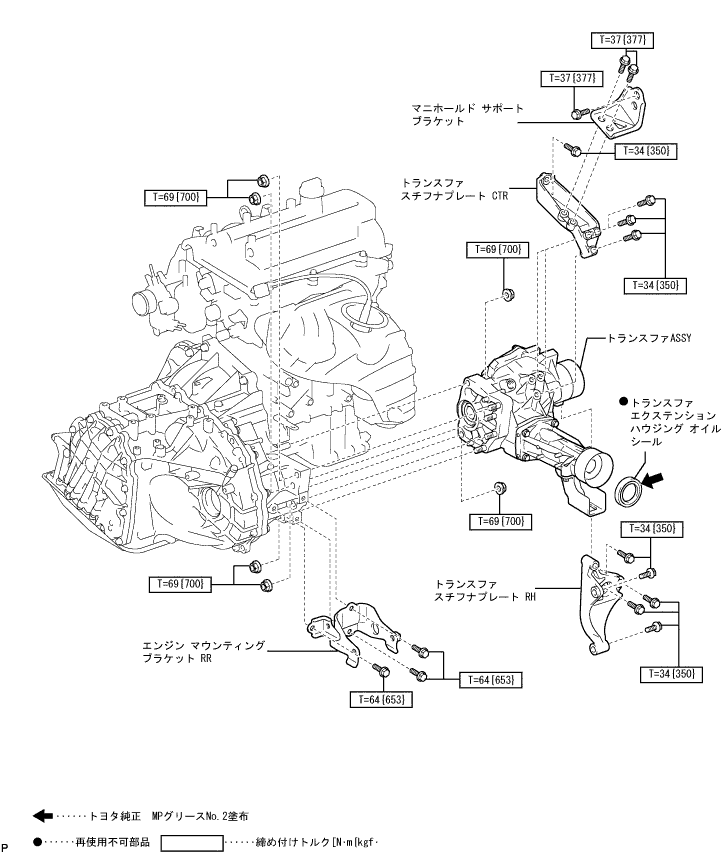 T=37{377}
T=37{377}
マニホールド サポート
ブラケット
T=34{350}
T=69{700}
トランスファ
スチフナプレート CTR
T=69{700}
T=34{350}
トランスファASSY
●トランスファ
エクステンション
ハウジング オイル
シール
T=69{700}
T=34{350}
T=69{700}
トランスファ
スチフナプレート RH
エンジン マウンティング
ブラケット RR
T=64{653}
T=34{350}
T=64{653}
······トヨタ純正 MPグリースNo.2塗布
●······再使用不可部品 ······締め付けトルク[N·m{kgf·
P